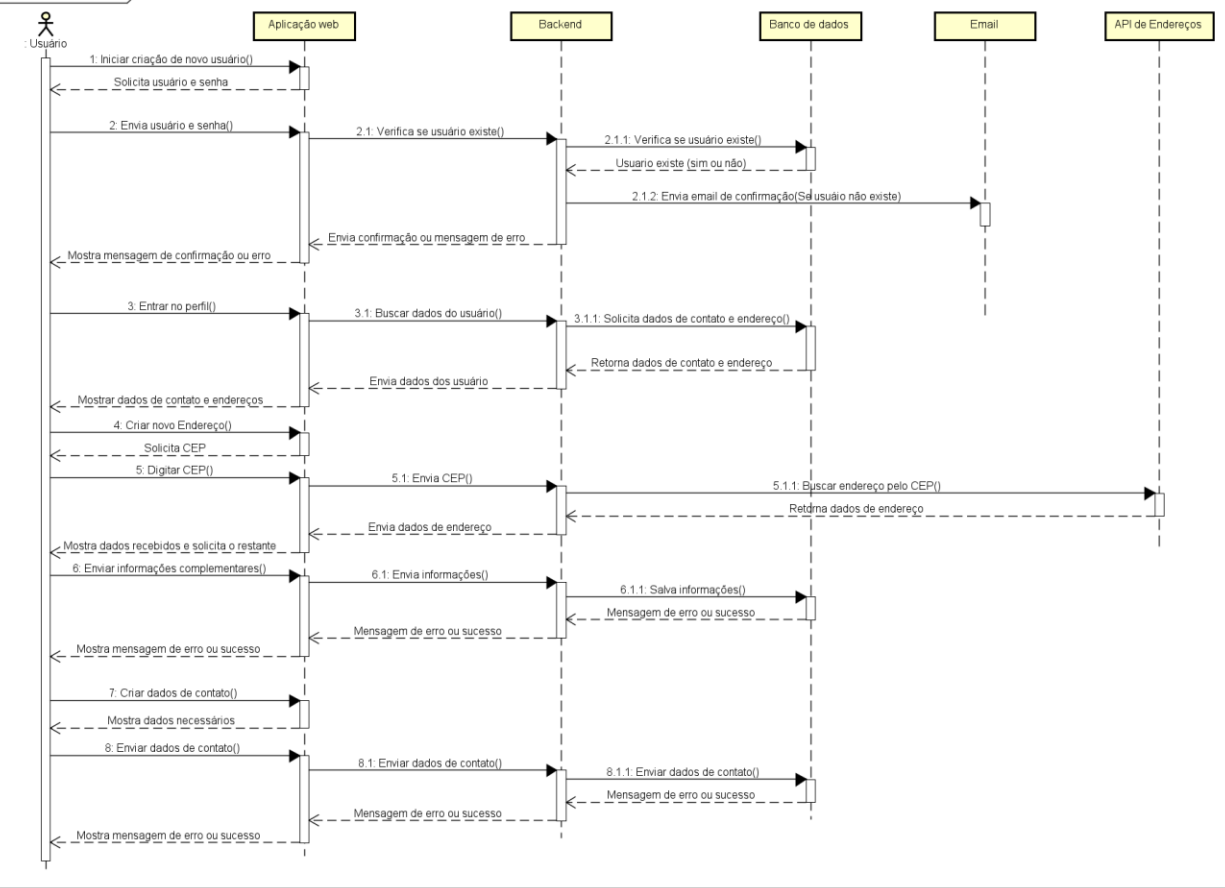 : Usuário
Aplicação web
Backend
Banco de dados
Email
API de Endereços
1: Iniciar criação de novo usuário()
Solicita usuário e senha
2: Envia usuário e senha()
2.1: Verifica se usuário existe()
2.1.1: Verifica se usuário existe()
Usuario existe (sim ou não)
2.1.2: Envia email de confirmação(Se usuáio não existe)
Envia confirmação ou mensagem de erro
Mostra mensagem de confirmação ou erro
3: Entrar no perfil()
3.1: Buscar dados do usuário()
3.1.1: Solicita dados de contato e endereço()
Retorna dados de contato e endereço
Envia dados dos usuário
Mostrar dados de contato e endereços
4: Criar novo Endereço()
Solicita CEP
5: Digitar CEP()
5.1: Envia CEP()
5.1.1: Buscar endereço pelo CEP()
Retorna dados de endereço
Envia dados de endereço
Mostra dados recebidos e solicita o restante
6: Enviar informações complementares()
6.1: Envia informações()
6.1.1: Salva informações()
Mensagem de erro ou sucesso
Mensagem de erro ou sucesso
Mostra mensagem de erro ou sucesso
7: Criar dados de contato()
Mostra dados necessários
8: Enviar dados de contato()
8.1: Enviar dados de contato()
8.1.1: Enviar dados de contato()
Mensagem de erro ou sucesso
Mensagem de erro ou sucesso
Mostra mensagem de erro ou sucesso